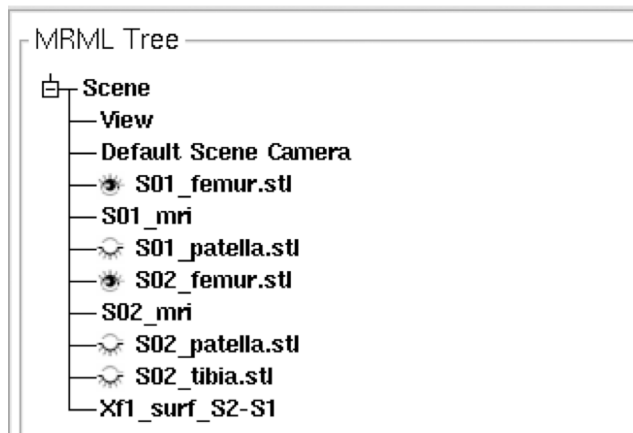 MRML Tree
Scene
View
Default Scene Camera
S01_femur.stl
S01_mri
S01_patella.stl
S02_femur.stl
S02_mri
S02_patella.stl
S02_tibia.stl
Xf1_surf_S2-S1